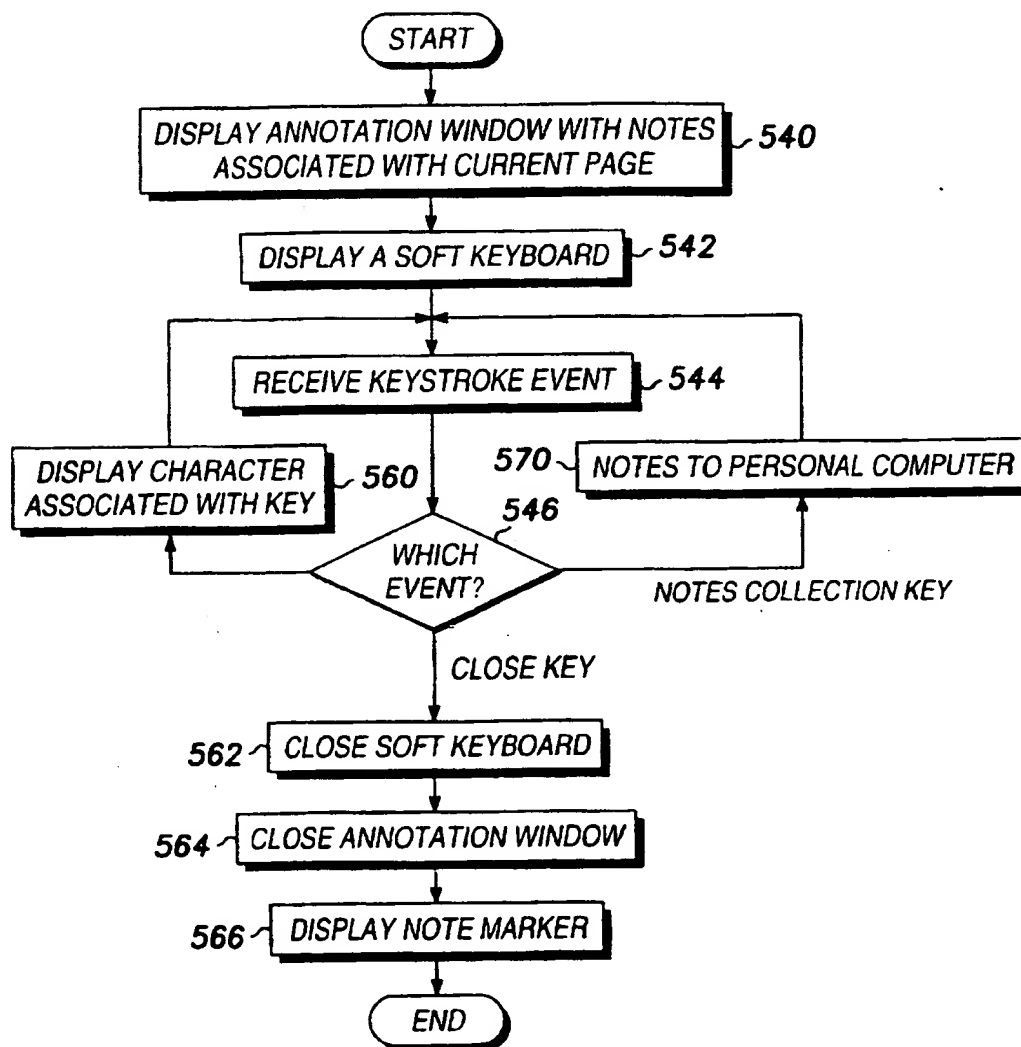 START
DISPLAY ANNOTATION WINDOW WITH NOTES
ASSOCIATED WITH CURRENT PAGE
540
DISPLAY A SOFT KEYBOARD
542
RECEIVE KEYSTROKE EVENT
544
DISPLAY CHARACTER
ASSOCIATED WITH KEY
560
570
NOTES TO PERSONAL COMPUTER
546
WHICH
EVENT?
NOTES COLLECTION KEY
CLOSE KEY
562
CLOSE SOFT KEYBOARD
564
CLOSE ANNOTATION WINDOW
566
DISPLAY NOTE MARKER
END